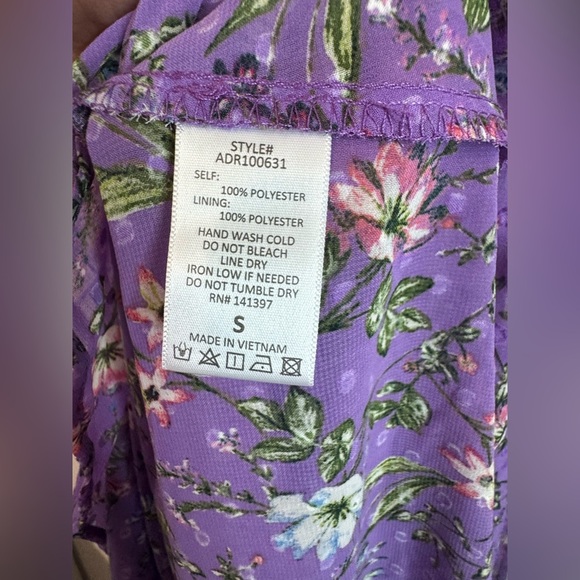 STYLE#
ADR100631
SELF:
100% POLYESTER
LINING:
100% POLYESTER
HAND WASH COLD
DO NOT BLEACH
LINE DRY
IRON LOW IF NEEDED
DO NOT TUMBLE DRY
RN# 141397
S
MADE IN VIETNAM